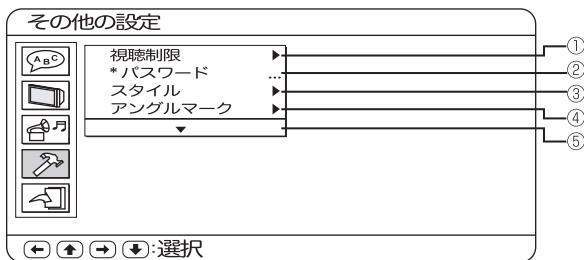 その他の設定
ABC
視聴制限 ▶ ①
*パスワード ... ②
スタイル ▶ ③
アングルマーク ▶ ④
▼ ⑤
←↑→↓:選択